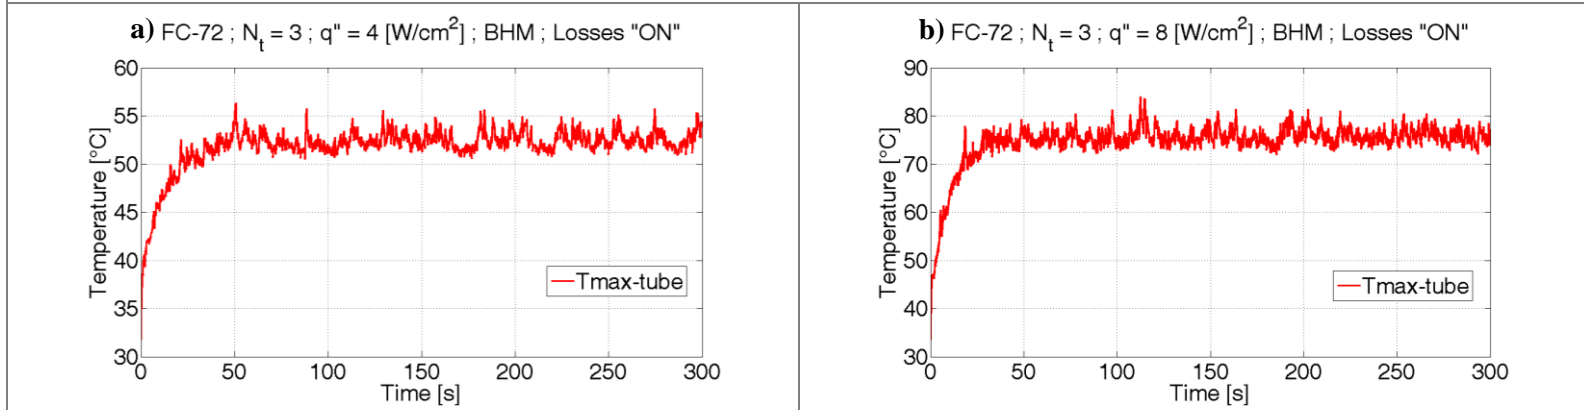 a) FC-72 ; Nt = 3 ; q" = 4 [W/cm2] ; BHM ; Losses "ON"
60
55
50
45
40
35
30
Temperature [°C]
Tmax-tube
0 50 100 150 200 250 300
Time [s]
b) FC-72 ; Nt = 3 ; q" = 8 [W/cm2] ; BHM ; Losses "ON"
90
80
70
60
50
40
30
Temperature [°C]
Tmax-tube
0 50 100 150 200 250 300
Time [s]